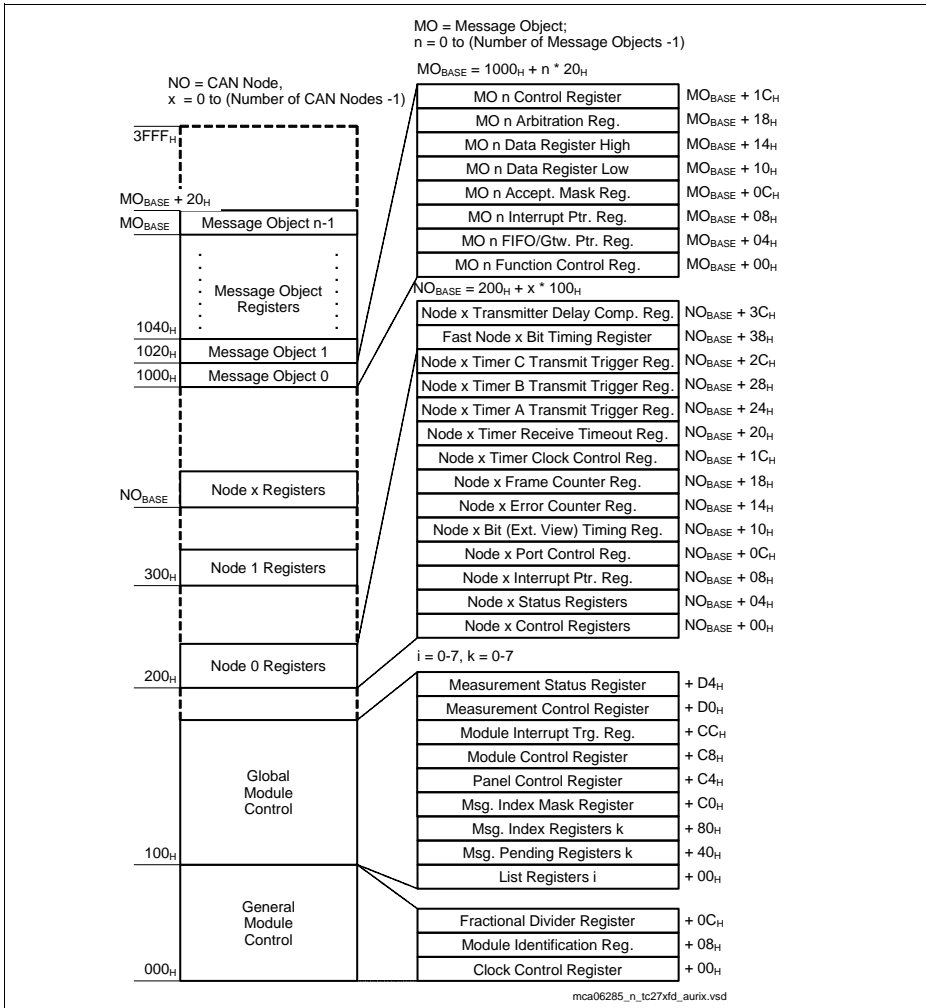 MO = Message Object;
n = 0 to (Number of Message Objects -1)
MOBASE = 1000H + n * 20H
NO = CAN Node,
x = 0 to (Number of CAN Nodes -1)
3FFFH
MOBASE + 20H
MOBASE
Message Object n-1
Message Object
Registers
1040H
1020H
Message Object 1
1000H
Message Object 0
NOBASE
Node x Registers
300H
Node 1 Registers
200H
Node 0 Registers
Global
Module
Control
100H
General
Module
Control
000H
MO n Control Register MOBASE + 1CH
MO n Arbitration Reg. MOBASE + 18H
MO n Data Register High MOBASE + 14H
MO n Data Register Low MOBASE + 10H
MO n Accept. Mask Reg. MOBASE + 0CH
MO n Interrupt Ptr. Reg. MOBASE + 08H
MO n FIFO/Gtw. Ptr. Reg. MOBASE + 04H
MO n Function Control Reg. MOBASE + 00H
NOBASE = 200H + x * 100H
Node x Transmitter Delay Comp. Reg. NOBASE + 3CH
Fast Node x Bit Timing Register NOBASE + 38H
Node x Timer C Transmit Trigger Reg. NOBASE + 2CH
Node x Timer B Transmit Trigger Reg. NOBASE + 28H
Node x Timer A Transmit Trigger Reg. NOBASE + 24H
Node x Timer Receive Timeout Reg. NOBASE + 20H
Node x Timer Clock Control Reg. NOBASE + 1CH
Node x Frame Counter Reg. NOBASE + 18H
Node x Error Counter Reg. NOBASE + 14H
Node x Bit (Ext. View) Timing Reg. NOBASE + 10H
Node x Port Control Reg. NOBASE + 0CH
Node x Interrupt Ptr. Reg. NOBASE + 08H
Node x Status Registers NOBASE + 04H
Node x Control Registers NOBASE + 00H
i = 0-7, k = 0-7
Measurement Status Register + D4H
Measurement Control Register + D0H
Module Interrupt Trg. Reg. + CCH
Module Control Register + C8H
Panel Control Register + C4H
Msg. Index Mask Register + C0H
Msg. Index Registers k + 80H
Msg. Pending Registers k + 40H
List Registers i + 00H
Fractional Divider Register + 0CH
Module Identification Reg. + 08H
Clock Control Register + 00H
mca06285_n_tc27xfd_aurix.vsd